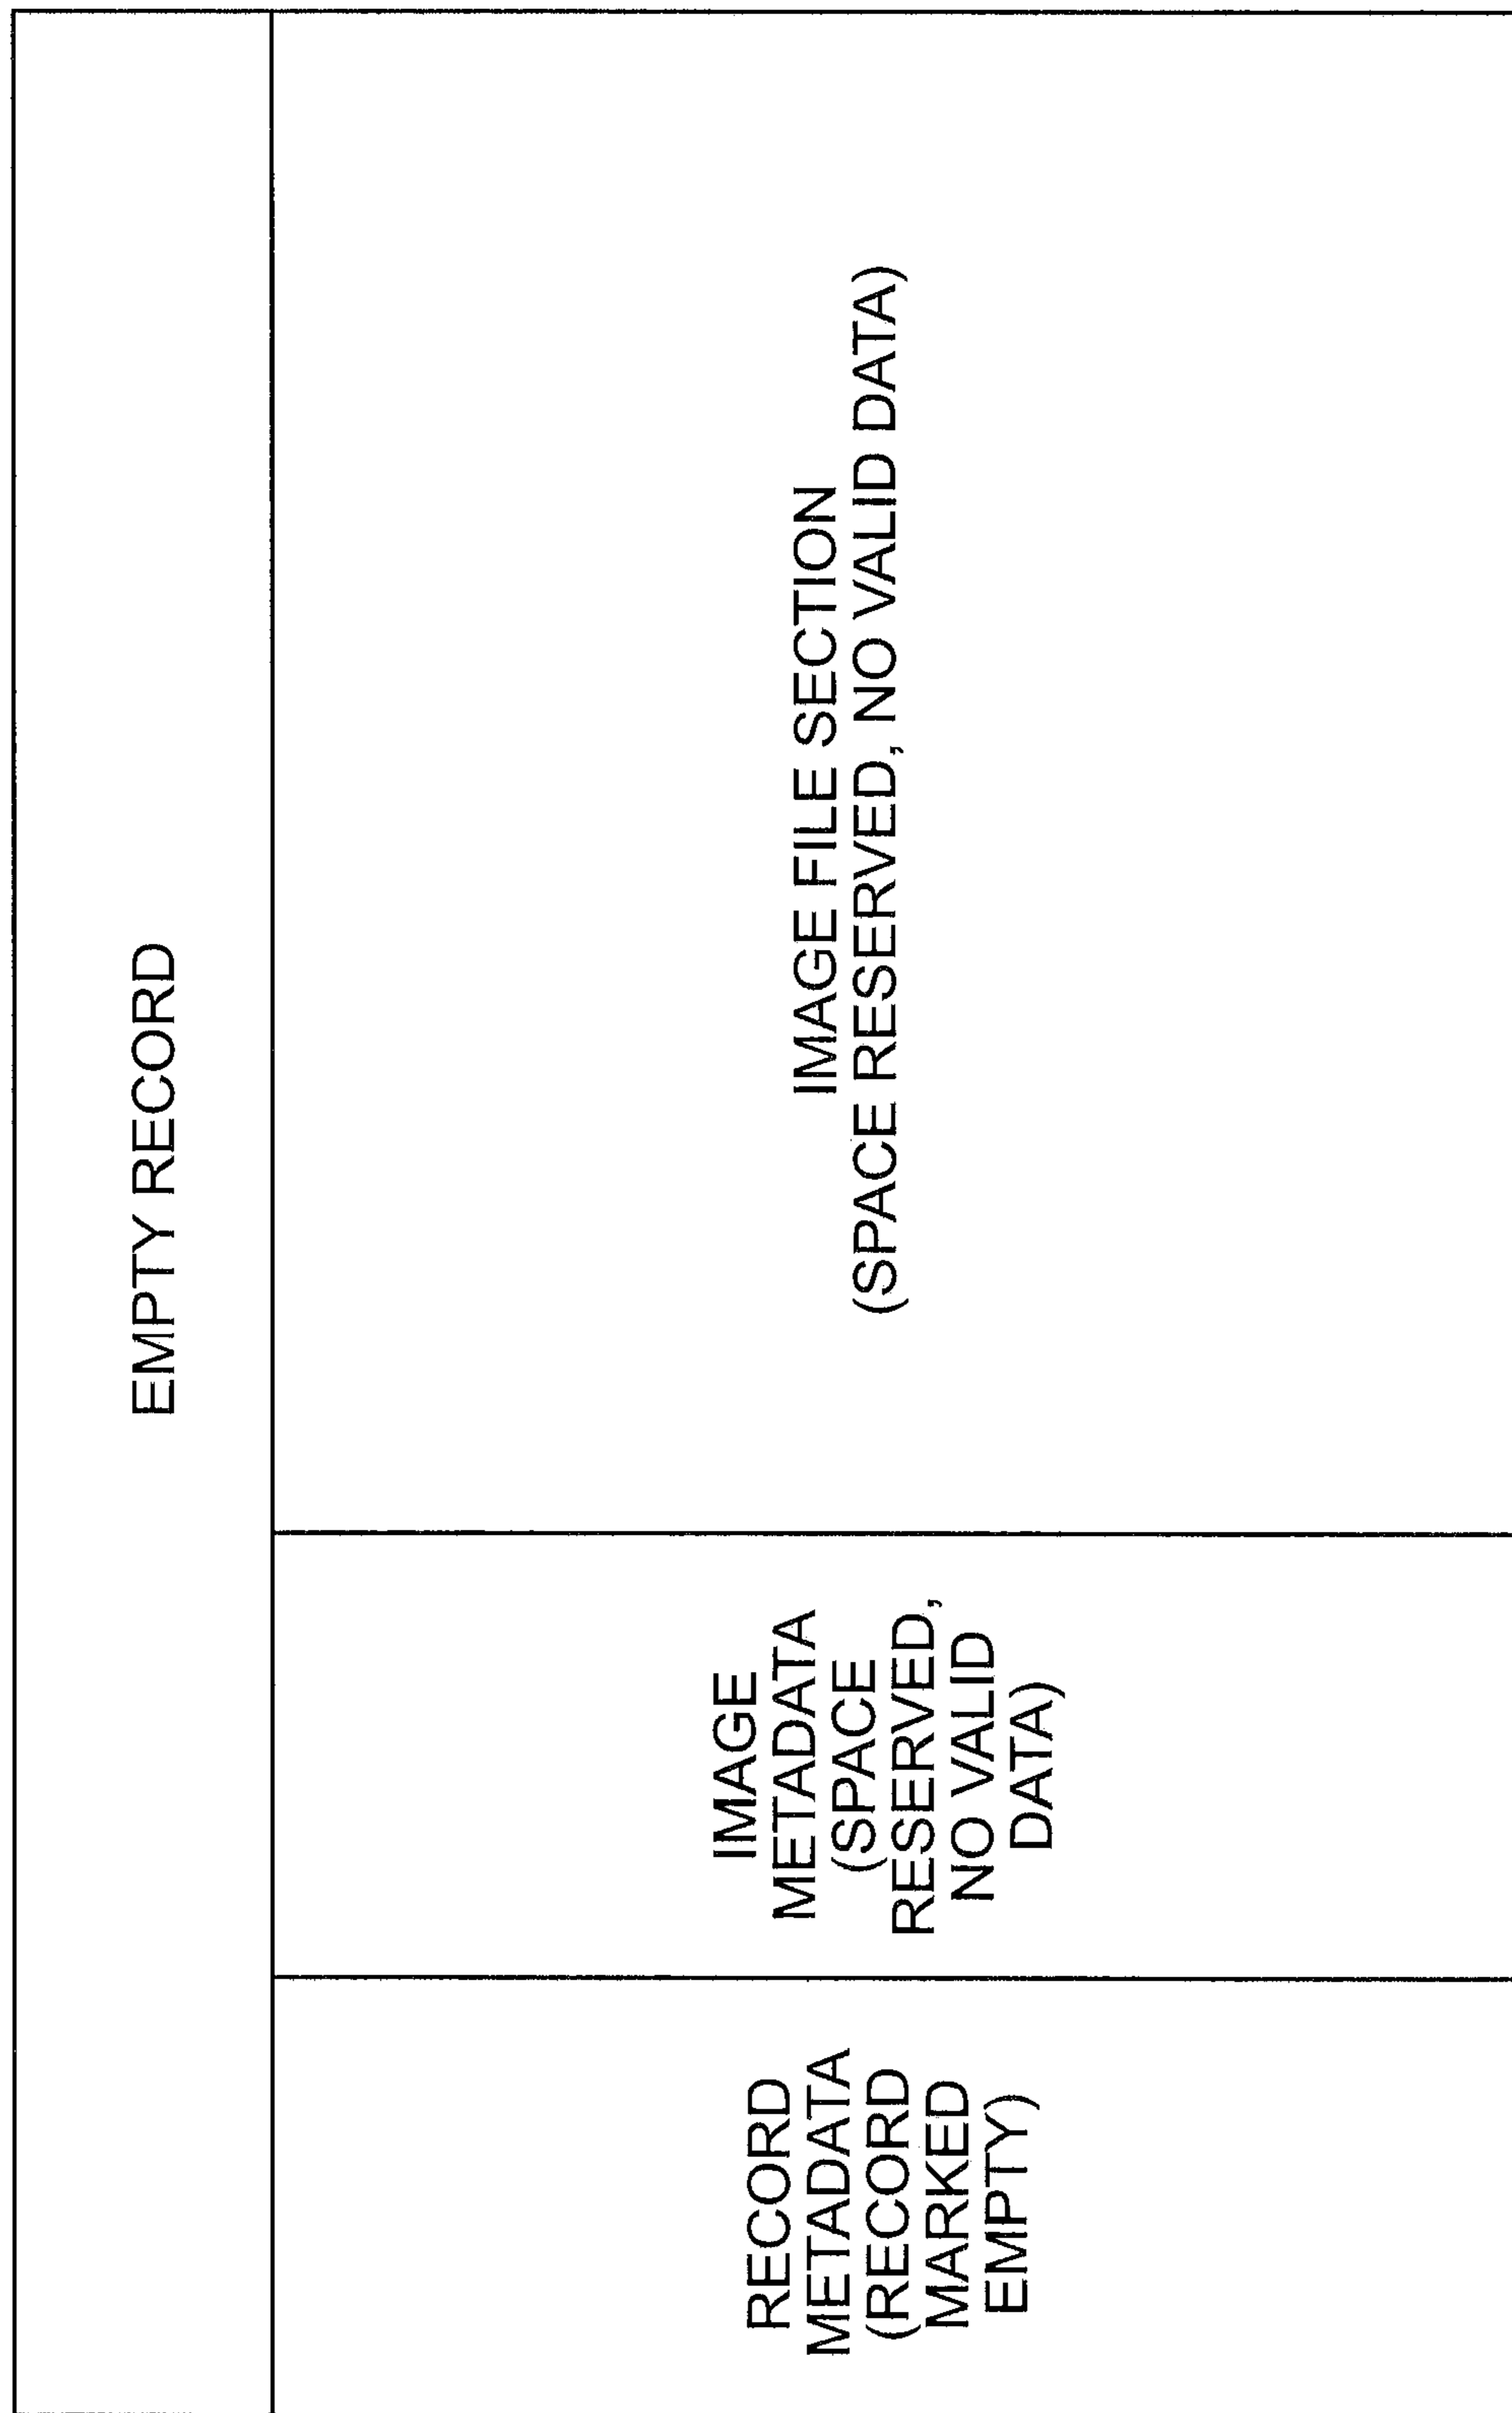 EMPTY RECORD
RECORD
METADATA
(RECORD
MARKED
EMPTY)
IMAGE
METADATA
(SPACE
RESERVED,
NO VALID
DATA)
IMAGE FILE SECTION
(SPACE RESERVED, NO VALID DATA)